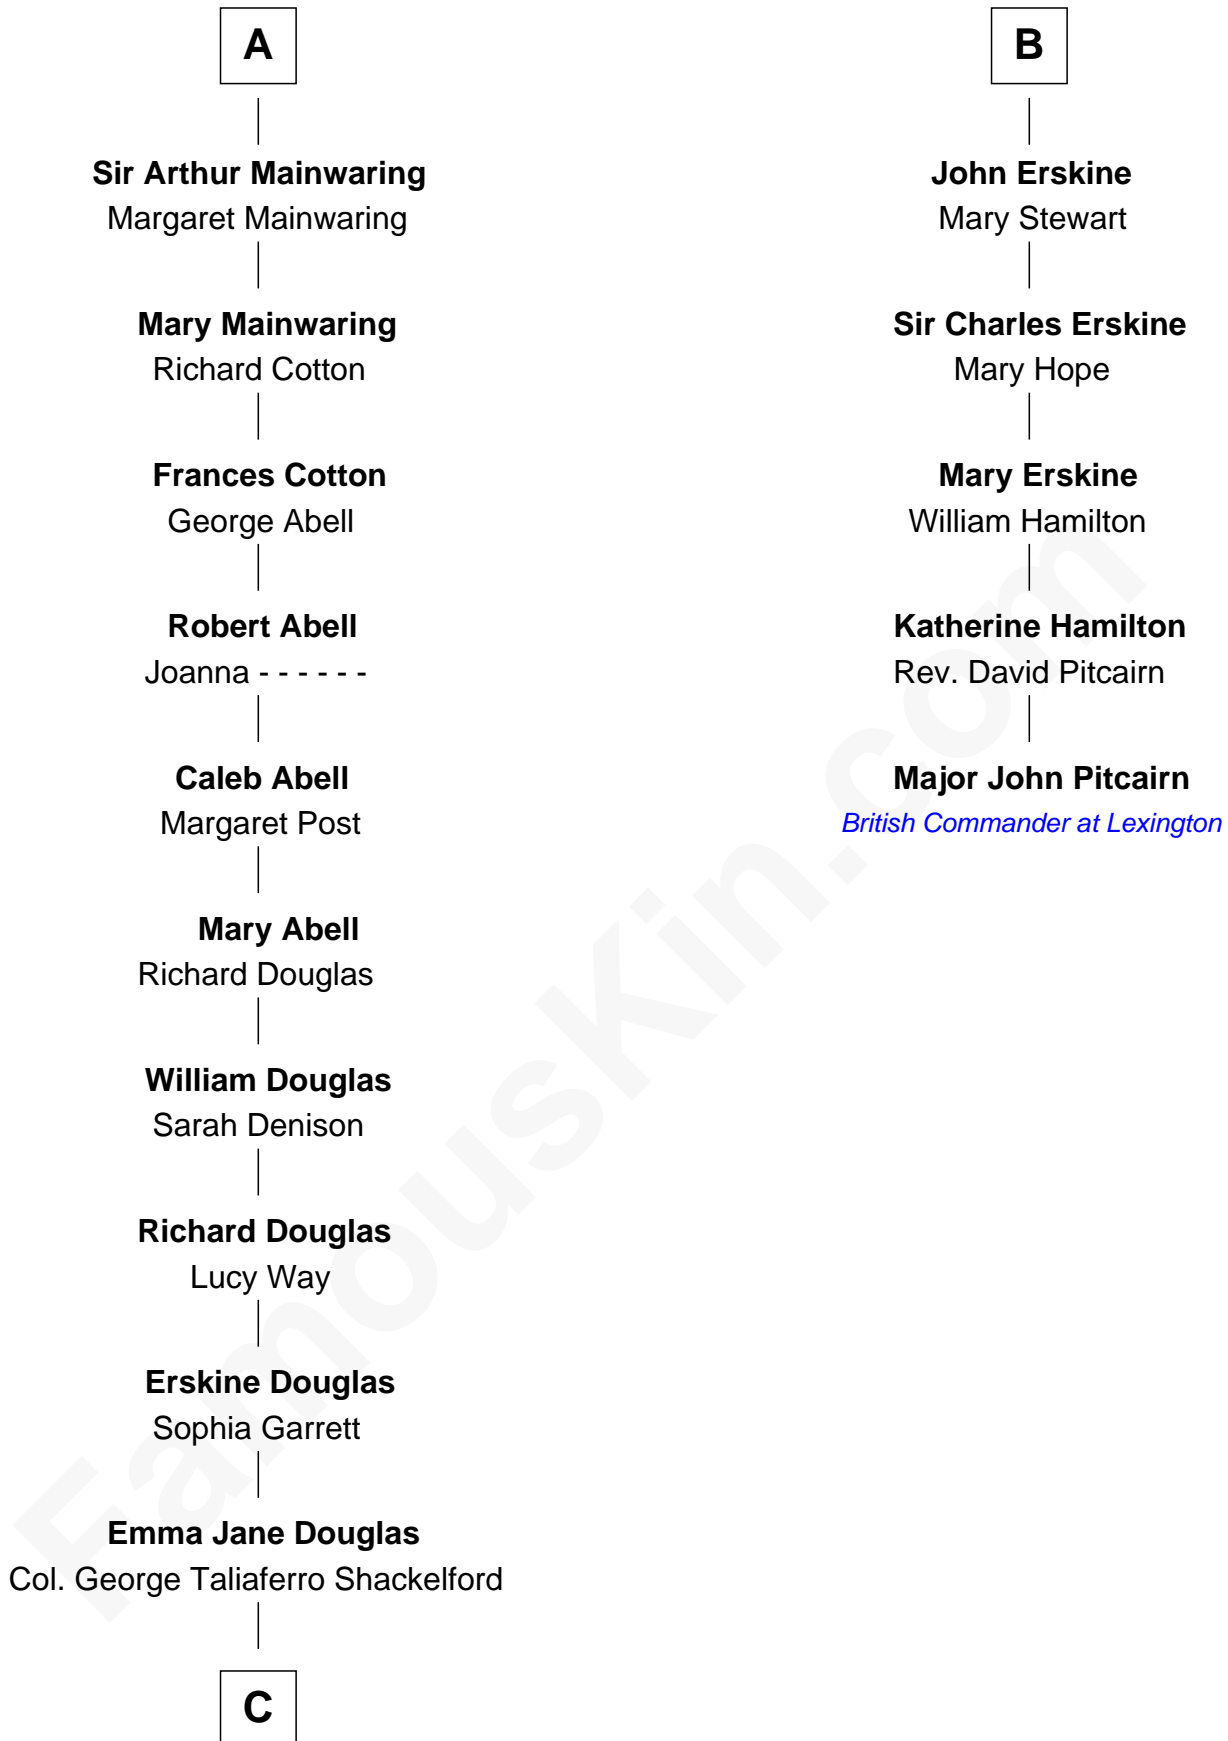 A
Sir Arthur Mainwaring
Margaret Mainwaring
Mary Mainwaring
Richard Cotton
Frances Cotton
George Abell
Robert Abell
Joanna - - - - - -
Caleb Abell
Margaret Post
Mary Abell
Richard Douglas
William Douglas
Sarah Denison
Richard Douglas
Lucy Way
Erskine Douglas
Sophia Garrett
Emma Jane Douglas
Col. George Taliaferro Shackelford
C
B
John Erskine
Mary Stewart
Sir Charles Erskine
Mary Hope
Mary Erskine
William Hamilton
Katherine Hamilton
Rev. David Pitcairn
Major John Pitcairn
British Commander at Lexington
FamousKin.com